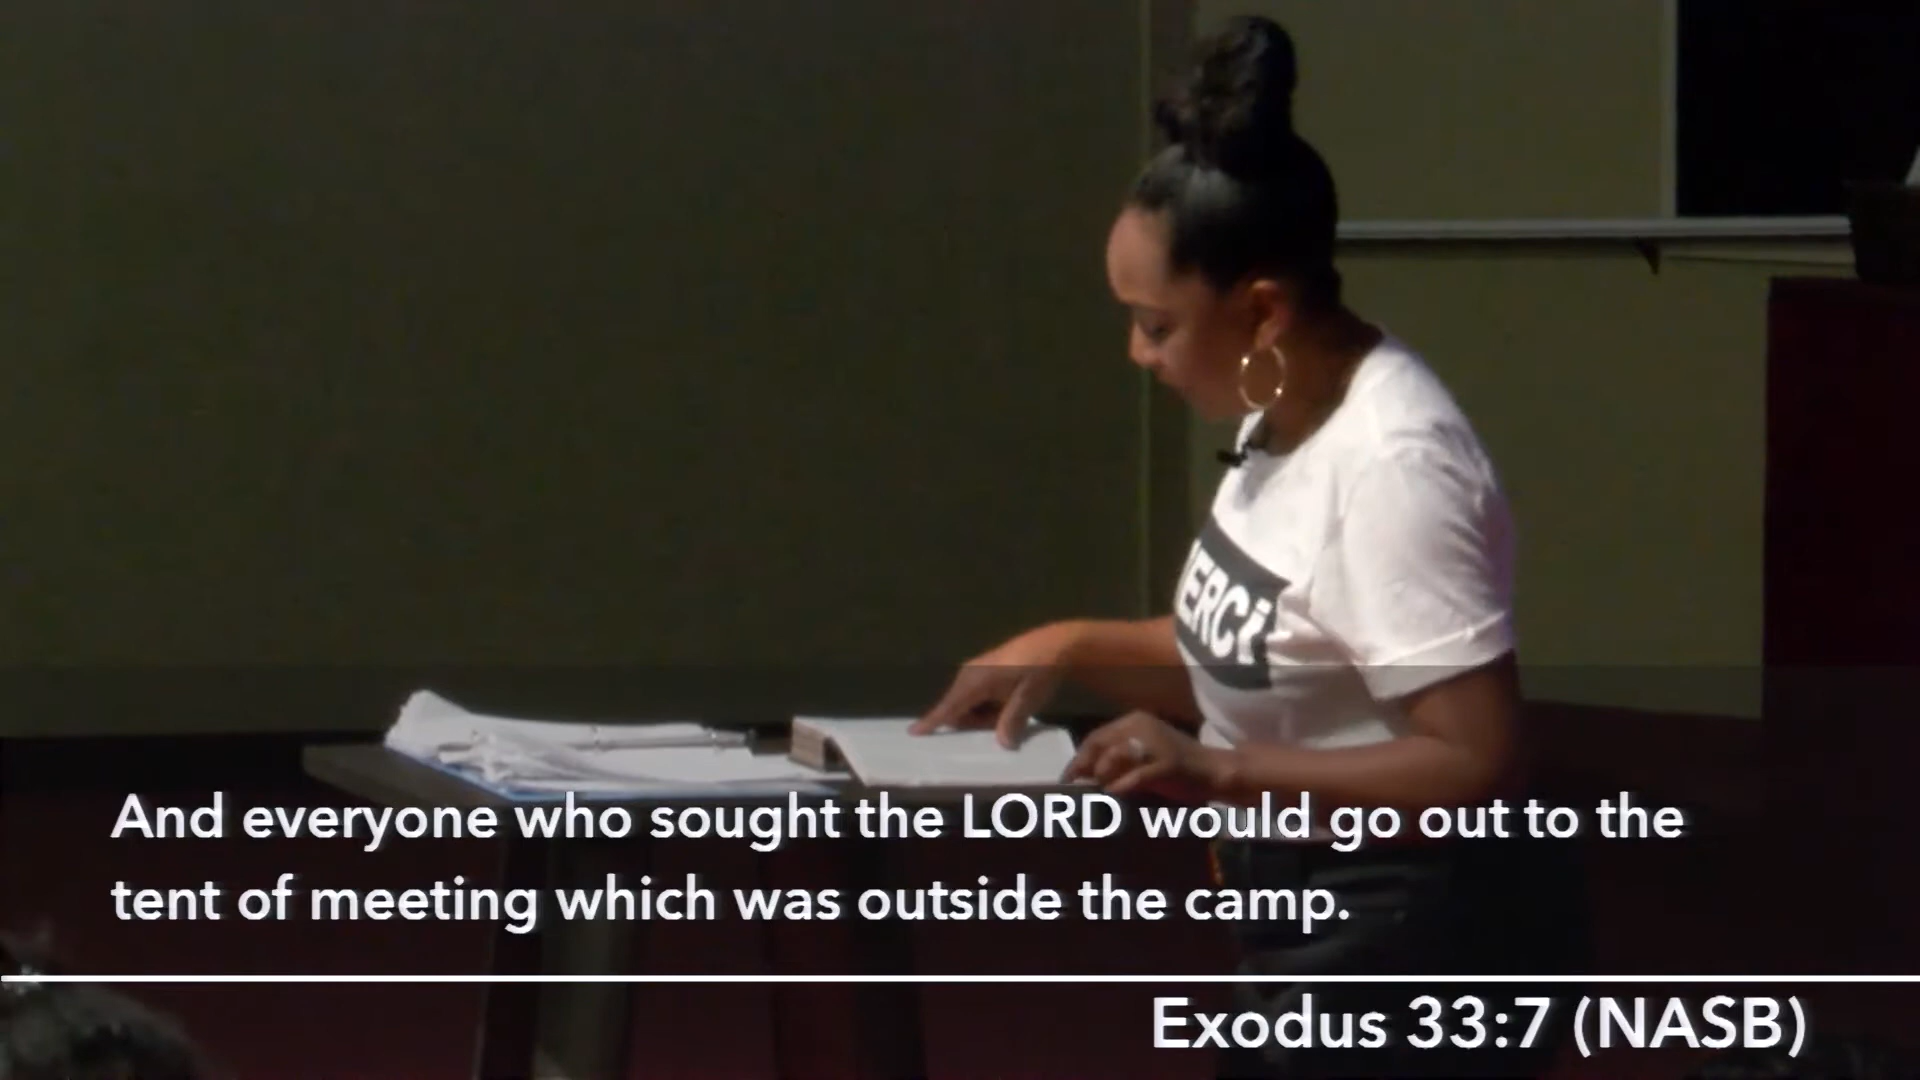 ERCi
And everyone who sought the LORD would go out to the
tent of meeting which was outside the camp.
Exodus 33:7 (NASB)